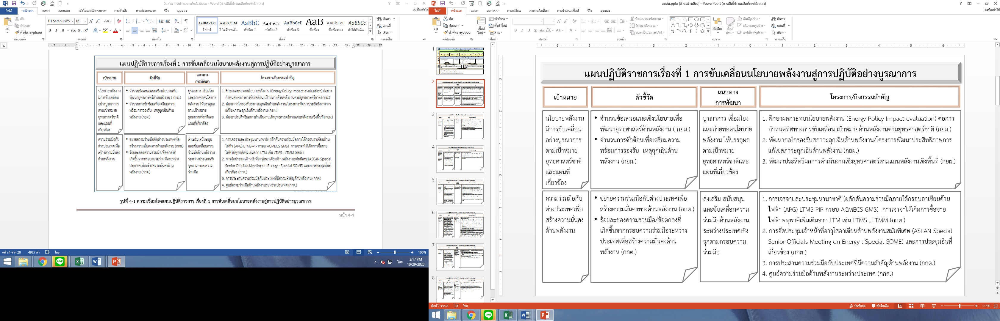 5. ส่วน 4-สป-แผน แก้แล้ว.docx - Word (การเปิดใช้งานผลิตภัณฑ์ล้มเหลว)
ลงชื่อเข้าใช้
ไฟล์ หน้าแรก แทรก ออกแบบ เค้าโครงหน้ากระดาษ การอ้างอิง การส่งจดหมาย รีวิว มุมมอง
วาง
ตัด
คัดลอก
ตัวคัดวางรูปแบบ
TH SarabunPSI 16
AaBbCcDd AaBbCcDd AaBbC AaBbCc AaBbCcI AaB AaBbCcD AaBbCc
¶ ปกติ ¶ ไม่มีการเว้... หัวเรื่อง 1 หัวเรื่อง 2 หัวเรื่อง 3 ชื่อเรื่อง ชื่อเรื่องรอง ทำให้ตัวเน้น...
ค้นหา
แทนที่
เลือก
คลิปบอร์ด ฟอนต์ ย่อหน้า สไตล์ การแก้ไข
แผนปฏิบัติราชการเรื่องที่ 1 การขับเคลื่อนนโยบายพลังงานสู่การปฏิบัติอย่างบูรณาการ
เป้าหมาย ตัวชี้วัด แนวทาง
การพัฒนา โครงการ/กิจกรรมสำคัญ
นโยบายพลังงาน
มีการขับเคลื่อน
อย่างบูรณาการ
ตามเป้าหมาย
ยุทธศาสตร์ชาติ
และแผนที่
เกี่ยวข้อง
• จำนวนข้อเสนอแนะเชิงนโยบายเพื่อ
พัฒนายุทธศาสตร์ด้านพลังงาน ( กยผ.)
• จำนวนการซักซ้อมเพื่อเตรียมความ
พร้อมการรองรับ เหตุฉุกเฉินด้าน
พลังงาน (กยผ.)
บูรณาการ เชื่อมโยง
และถ่ายทอดนโยบาย
พลังงาน ให้บรรลุผล
ตามเป้าหมาย
ยุทธศาสตร์ชาติและ
แผนที่เกี่ยวข้อง
1. ศึกษาผลกระทบนโยบายพลังงาน (Energy Policy Impact evaluation) ต่อการ
กำหนดทิศทางการขับเคลื่อน เป้าหมายด้านพลังงานตามยุทธศาสตร์ชาติ (กยผ.)
2. พัฒนากลไกรองรับสภาวะฉุกเฉินด้านพลังงาน/โครงการพัฒนาประสิทธิภาพการ
แก้ไขสภาวะฉุกเฉินด้านพลังงาน (กยผ.)
3. พัฒนาประสิทธิผลการดำเนินงานเชิงยุทธศาสตร์ตามแผนพลังงานเชิงพื้นที่ (กยผ.)
ความร่วมมือกับ
ต่างประเทศเพื่อ
สร้างความมั่นคง
ด้านพลังงาน
• ขยายความร่วมมือกับต่างประเทศเพื่อ
สร้างความมั่นคงทางด้านพลังงาน (กกต.)
• ร้อยละของความร่วมมือ/ข้อตกลงที่
เกิดขึ้นจากกรอบความร่วมมือระหว่าง
ประเทศเพื่อสร้างความมั่นคงด้าน
พลังงาน (กกต.)
ส่งเสริม สนับสนุน
และขับเคลื่อนความ
ร่วมมือด้านพลังงาน
ระหว่างประเทศเชิง
รุกตามกรอบความ
ร่วมมือ
1. การเจรจาและประชุมนานาชาติ (ผลักดันความร่วมมือภายใต้กรอบอาเซียนด้าน
ไฟฟ้า (APG) LTMS-PIP กรอบ ACMECS GMS) การเจรจาให้เกิดการซื้อขาย
ไฟฟ้าพหุพาคีเพิ่มเติมจาก LTM เช่น LTMS , LTMM (กกต.)
2. การจัดประชุมเจ้าหน้าที่อาวุโสอาเซียนด้านพลังงานสมัยพิเศษ (ASEAN Special
Senior Officials Meeting on Energy : Special SOME) และการประชุมอื่นที่
เกี่ยวข้อง (กกต.)
3. การประสานความร่วมมือกับประเทศที่มีความสำคัญด้านพลังงาน (กกต.)
4. ศูนย์ความร่วมมือด้านพลังงานระหว่างประเทศ (กกต.)
รูปที่ 4-1 ความเชื่อมโยงแผนปฏิบัติราชการ เรื่องที่ 1 การขับเคลื่อนนโยบายพลังงานสู่การปฏิบัติอย่างบูรณาการ
หน้า 4-4
หน้า 4 จาก 28 4927 คำ ไทย 100%
ไทย 3:17 PM
10/29/2020
ลงเล่ม.pptx [อ่านอย่างเดียว] - PowerPoint (การเปิดใช้งานผลิตภัณฑ์ล้มเหลว)
ลงชื่อเข้าใช้
ไฟล์ หน้าแรก แทรก ออกแบบ การเปลี่ยน ภาพเคลื่อนไหว การนำเสนอสไลด์ รีวิว มุมมอง
วาง
ตัด
คัดลอก
ตัวคัดวางรูปแบบ
สไลด์
ใหม่
เค้าโครง
ตั้งค่าใหม่
ส่วน
ทิศทางของข้อความ
จัดแนวข้อความ
แปลงเป็น SmartArt
จัดเรียง
สไตล์
ด่วน
เติมสีรูปร่าง
เส้นกรอบรูปร่าง
เอฟเฟ็กต์รูปร่าง
ค้นหา
แทนที่
เลือก
คลิปบอร์ด สไลด์ ฟอนต์ ย่อหน้า รูปวาด การแก้ไข
1
2
3
4
5
6
7
8
แผนปฏิบัติราชการเรื่องที่ 1 การขับเคลื่อนนโยบายพลังงานสู่การปฏิบัติอย่างบูรณาการ
เป้าหมาย ตัวชี้วัด แนวทาง
การพัฒนา โครงการ/กิจกรรมสำคัญ
นโยบายพลังงาน
มีการขับเคลื่อน
อย่างบูรณาการ
ตามเป้าหมาย
ยุทธศาสตร์ชาติ
และแผนที่
เกี่ยวข้อง
• จำนวนข้อเสนอแนะเชิงนโยบายเพื่อ
พัฒนายุทธศาสตร์ด้านพลังงาน ( กยผ.)
• จำนวนการซักซ้อมเพื่อเตรียมความ
พร้อมการรองรับ เหตุฉุกเฉินด้าน
พลังงาน (กยผ.)
บูรณาการ เชื่อมโยง
และถ่ายทอดนโยบาย
พลังงาน ให้บรรลุผล
ตามเป้าหมาย
ยุทธศาสตร์ชาติและ
แผนที่เกี่ยวข้อง
1. ศึกษาผลกระทบนโยบายพลังงาน (Energy Policy Impact evaluation) ต่อการ
กำหนดทิศทางการขับเคลื่อน เป้าหมายด้านพลังงานตามยุทธศาสตร์ชาติ (กยผ.)
2. พัฒนากลไกรองรับสภาวะฉุกเฉินด้านพลังงาน/โครงการพัฒนาประสิทธิภาพการ
แก้ไขสภาวะฉุกเฉินด้านพลังงาน (กยผ.)
3. พัฒนาประสิทธิผลการดำเนินงานเชิงยุทธศาสตร์ตามแผนพลังงานเชิงพื้นที่ (กยผ.)
ความร่วมมือกับ
ต่างประเทศเพื่อ
สร้างความมั่นคง
ด้านพลังงาน
• ขยายความร่วมมือกับต่างประเทศเพื่อ
สร้างความมั่นคงทางด้านพลังงาน (กกต.)
• ร้อยละของความร่วมมือ/ข้อตกลงที่
เกิดขึ้นจากกรอบความร่วมมือระหว่าง
ประเทศเพื่อสร้างความมั่นคงด้าน
พลังงาน (กกต.)
ส่งเสริม สนับสนุน
และขับเคลื่อนความ
ร่วมมือด้านพลังงาน
ระหว่างประเทศเชิง
รุกตามกรอบความ
ร่วมมือ
1. การเจรจาและประชุมนานาชาติ (ผลักดันความร่วมมือภายใต้กรอบอาเซียนด้าน
ไฟฟ้า (APG) LTMS-PIP กรอบ ACMECS GMS) การเจรจาให้เกิดการซื้อขาย
ไฟฟ้าพหุพาคีเพิ่มเติมจาก LTM เช่น LTMS , LTMM (กกต.)
2. การจัดประชุมเจ้าหน้าที่อาวุโสอาเซียนด้านพลังงานสมัยพิเศษ (ASEAN Special
Senior Officials Meeting on Energy : Special SOME) และการประชุมอื่นที่
เกี่ยวข้อง (กกต.)
3. การประสานความร่วมมือกับประเทศที่มีความสำคัญด้านพลังงาน (กกต.)
4. ศูนย์ความร่วมมือด้านพลังงานระหว่างประเทศ (กกต.)
สไลด์ 2 จาก 8 ไทย บันทึกย่อ ข้อคิดเห็น 113%